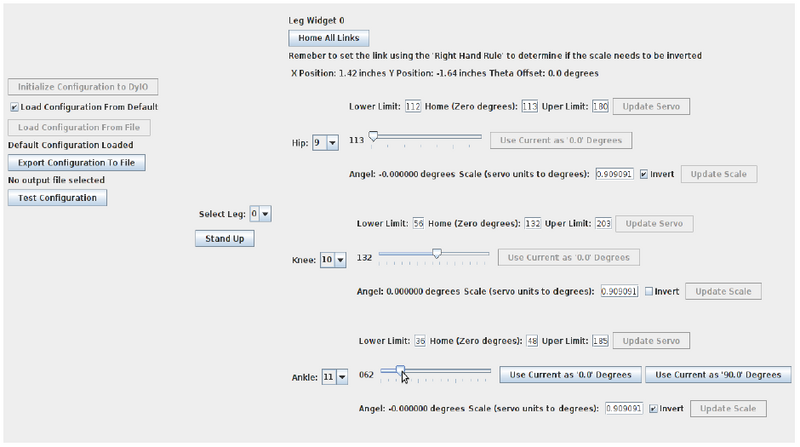 Leg Widget 0
Home All Links
Remeber to set the link using the 'Right Hand Rule' to determine if the scale needs to be inverted
X Position: 1.42 inches Y Position: -1.64 inches Theta Offset: 0.0 degrees
Initialize Configuration to DyIO
Load Configuration From Default
Load Configuration From File
Default Configuration Loaded
Export Configuration To File
No output file selected
Test Configuration
Select Leg: 0
Stand Up
Lower Limit: 112 Home (Zero degrees): 113 Uper Limit: 180 Update Servo
Hip: 9 113 Use Current as '0.0' Degrees
Angel: -0.000000 degrees Scale (servo units to degrees): 0.909091 Invert Update Scale
Lower Limit: 56 Home (Zero degrees): 132 Uper Limit: 203 Update Servo
Knee: 10 132 Use Current as '0.0' Degrees
Angel: 0.000000 degrees Scale (servo units to degrees): 0.909091 Invert Update Scale
Lower Limit: 36 Home (Zero degrees): 48 Uper Limit: 185 Update Servo
Ankle: 11 062 Use Current as '0.0' Degrees Use Current as '90.0' Degrees
Angel: -0.000000 degrees Scale (servo units to degrees): 0.909091 Invert Update Scale